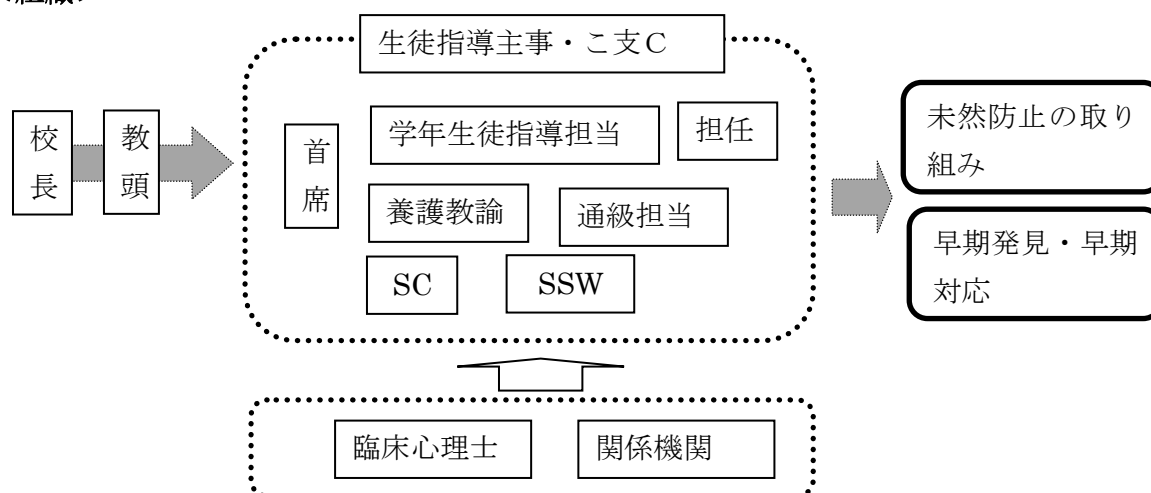 生徒指導主事・こ支C
校長
教頭
首席
学年生徒指導担当
担任
養護教諭
通級担当
SC
SSW
未然防止の取り
組み
早期発見・早期
対応
臨床心理士
関係機関